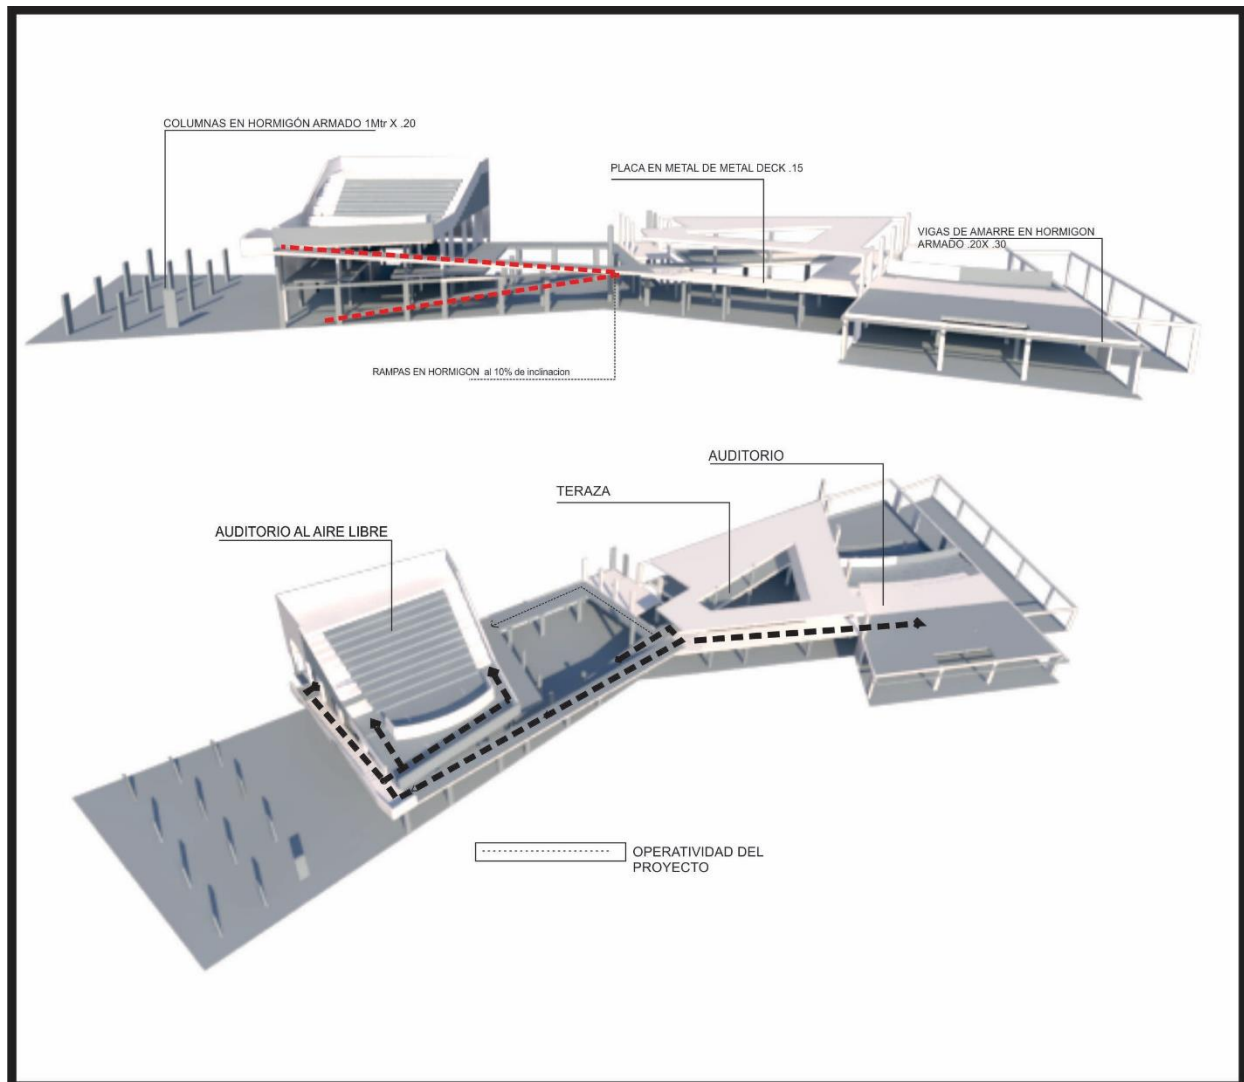 COLUMNAS EN HORMIGÓN ARMADO 1Mtr X .20
PLACA EN METAL DE METAL DECK .15
VIGAS DE AMARRE EN HORMIGON
ARMADO .20X .30
RAMPAS EN HORMIGON al 10% de inclinacion
AUDITORIO
TERAZA
AUDITORIO AL AIRE LIBRE
OPERATIVIDAD DEL
PROYECTO